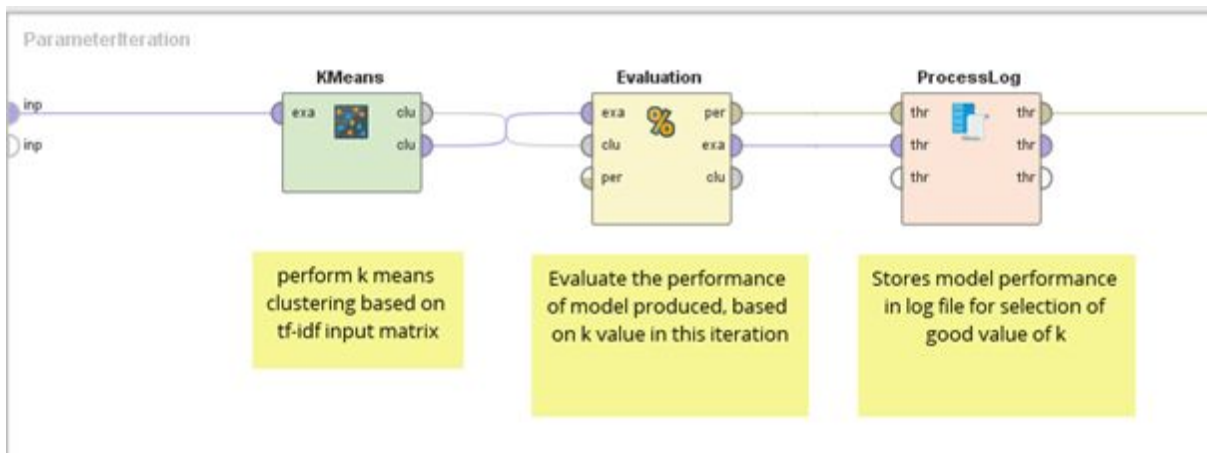 ParameterIteration
inp
inp
KMeans
exa clu
clu
Evaluation
exa per
clu exa
per clu
ProcessLog
thr thr
thr thr
thr thr
perform k means
clustering based on
tf-idf input matrix
Evaluate the performance
of model produced, based
on k value in this iteration
Stores model performance
in log file for selection of
good value of k